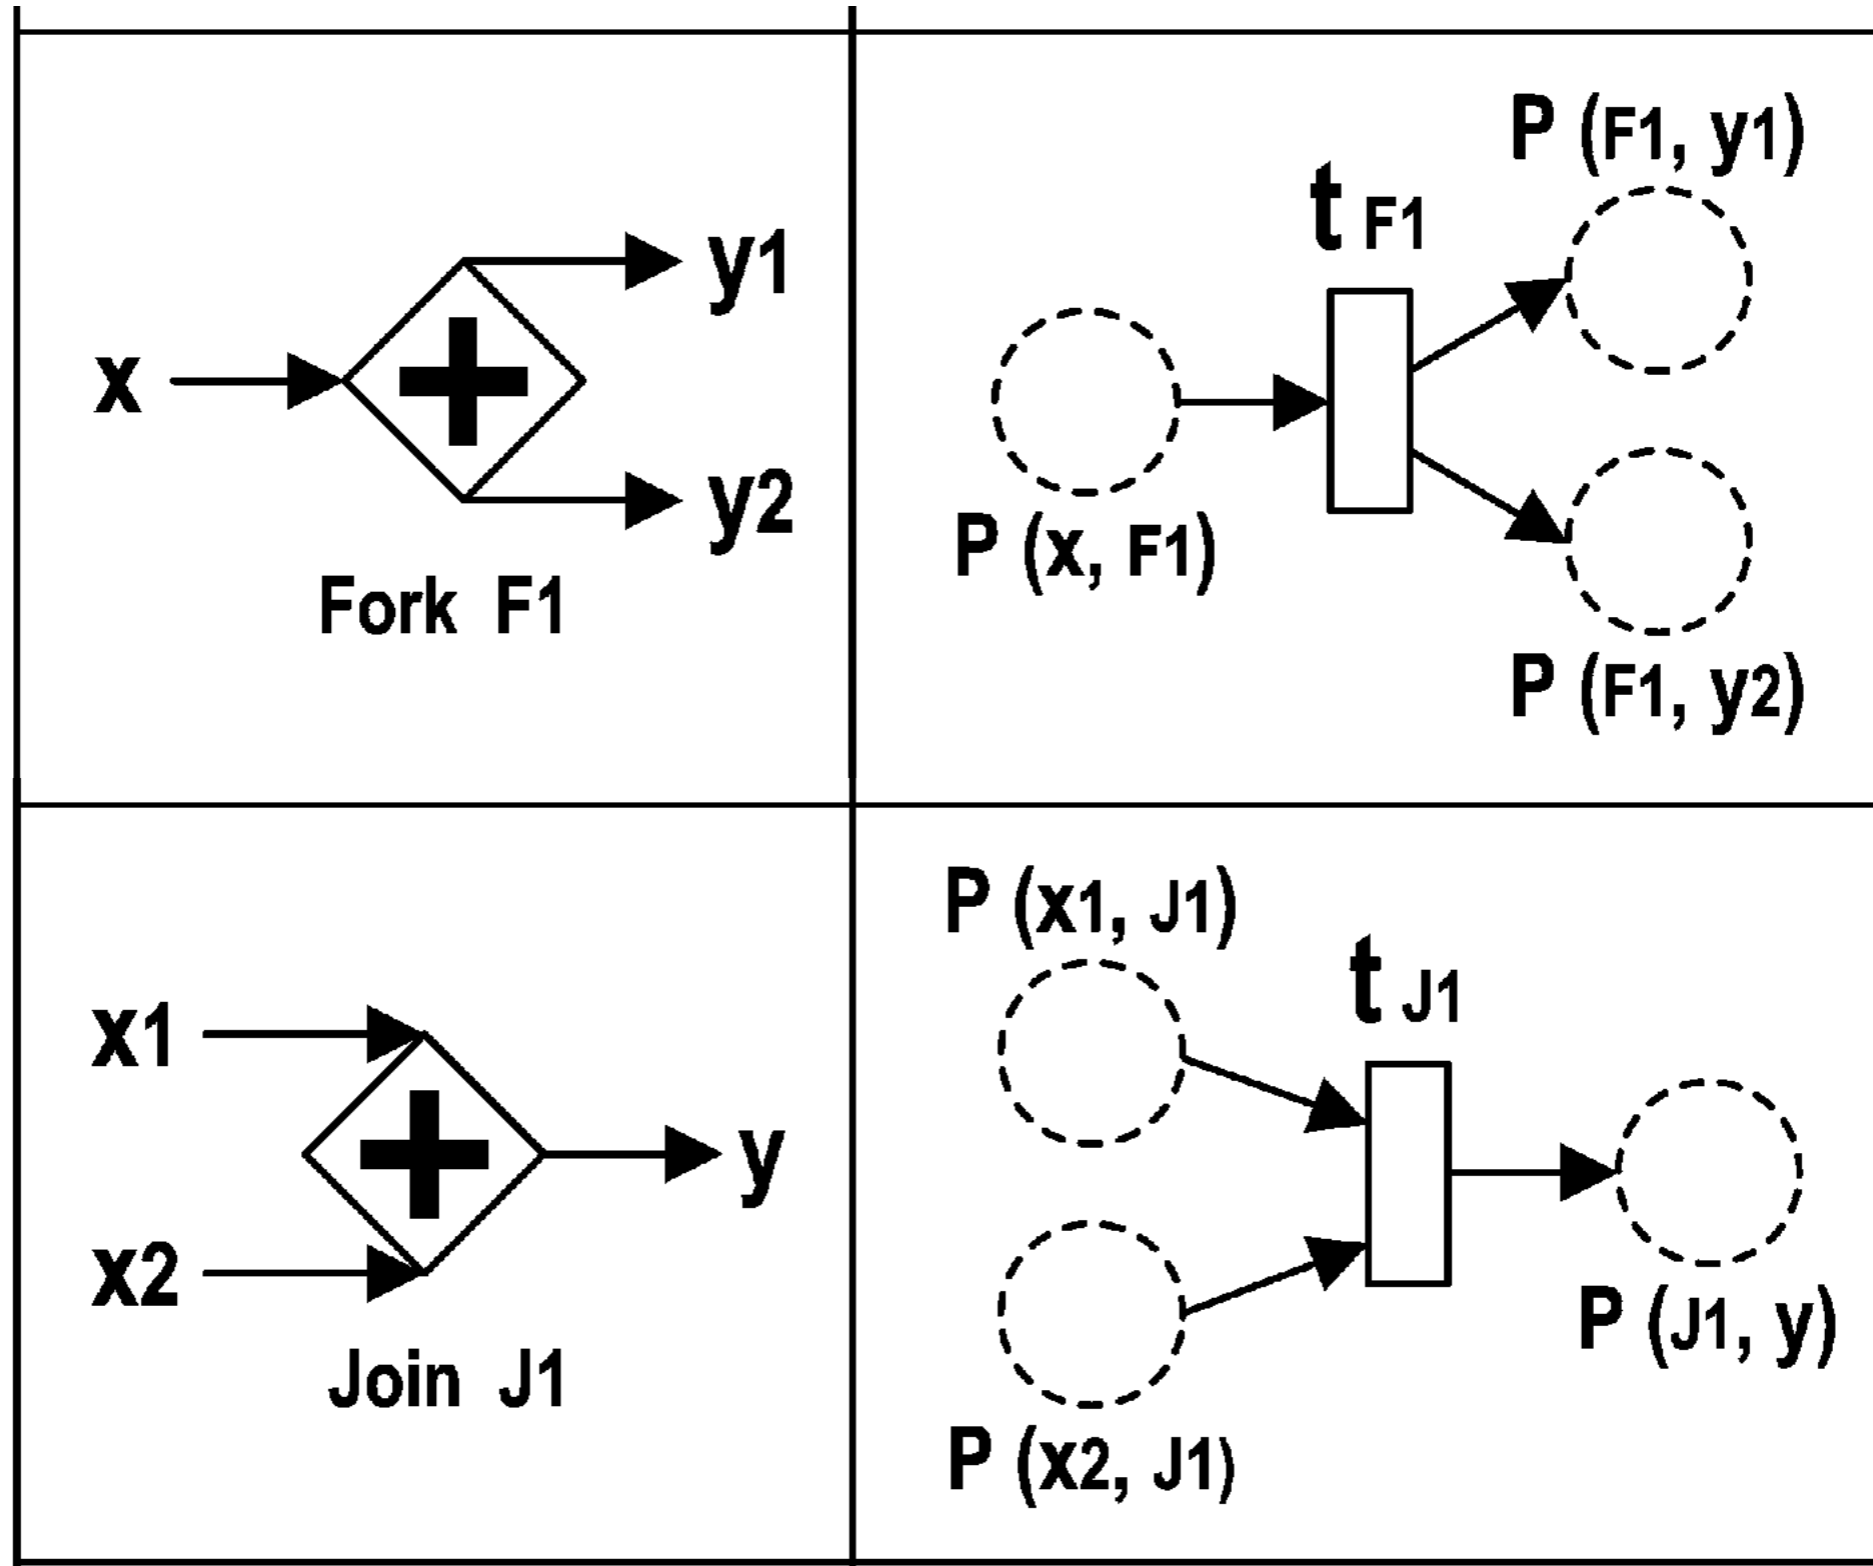 y1
x
y2
Fork F1
P (F1, y1)
t F1
P (x, F1)
P (F1, y2)
x1
y
x2
Join J1
P (x1, J1)
t J1
P (J1, y)
P (x2, J1)